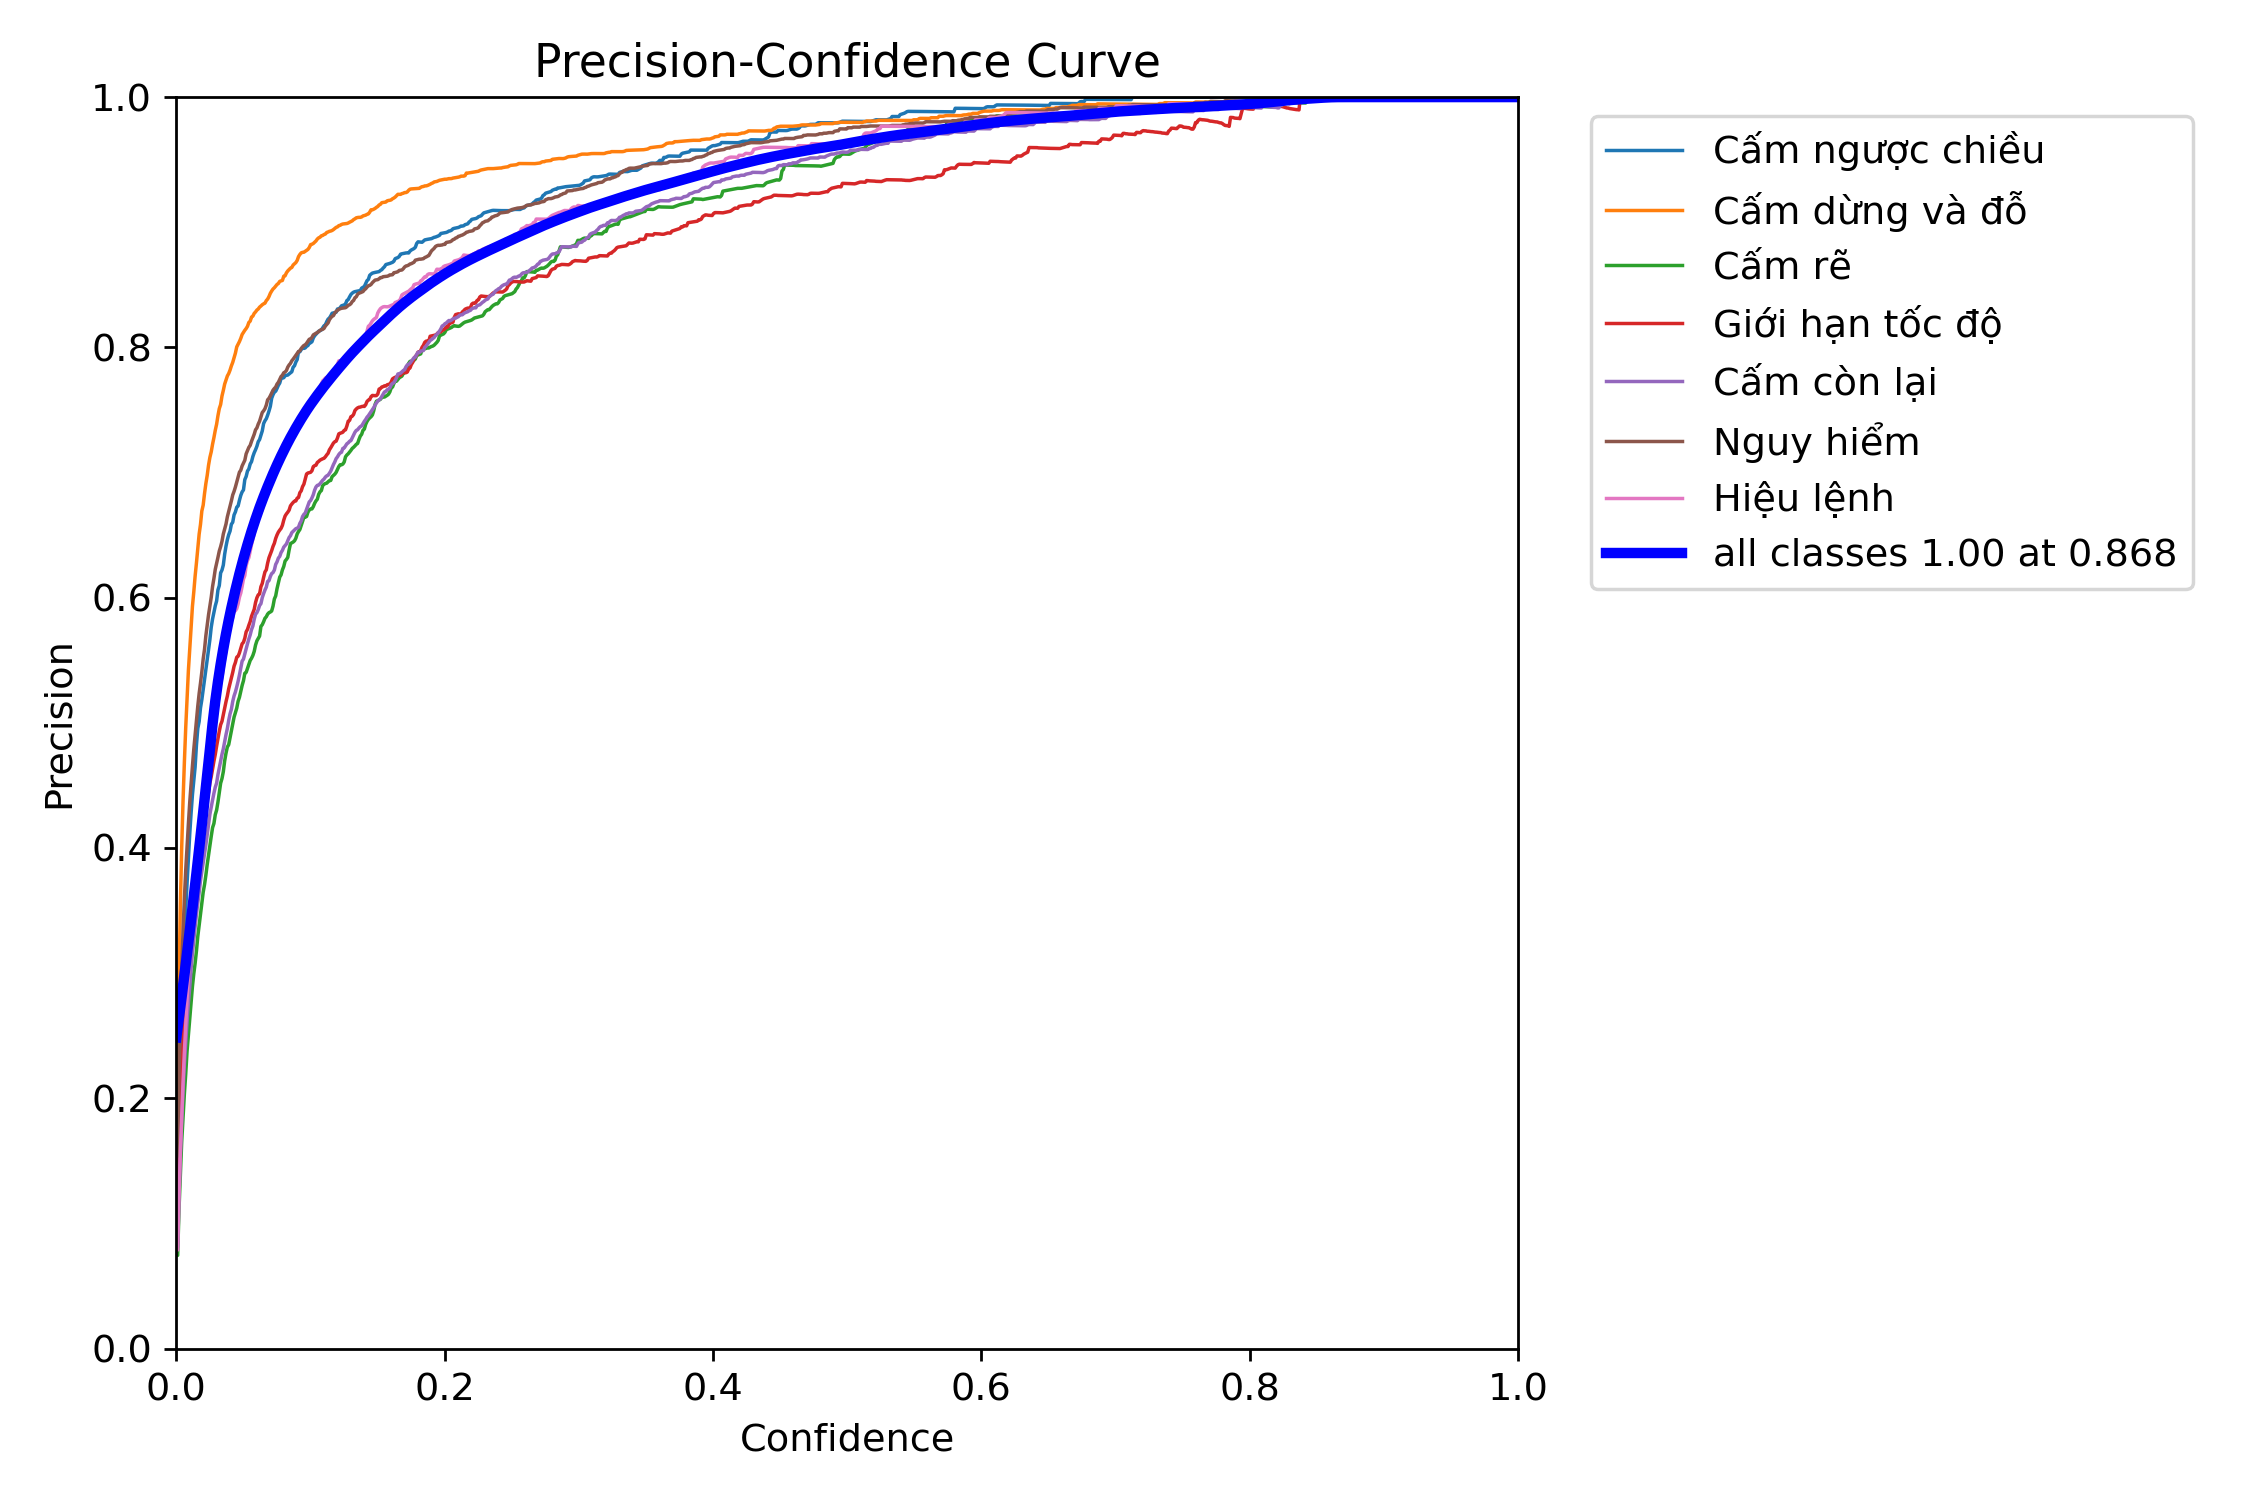 Precision-Confidence Curve
1.0
0.8
0.6
0.4
0.2
0.0
Precision
0.0 0.2 0.4 0.6 0.8 1.0
Confidence
Cấm ngược chiều
Cấm dừng và đỗ
Cấm rẽ
Giới hạn tốc độ
Cấm còn lại
Nguy hiểm
Hiệu lệnh
all classes 1.00 at 0.868